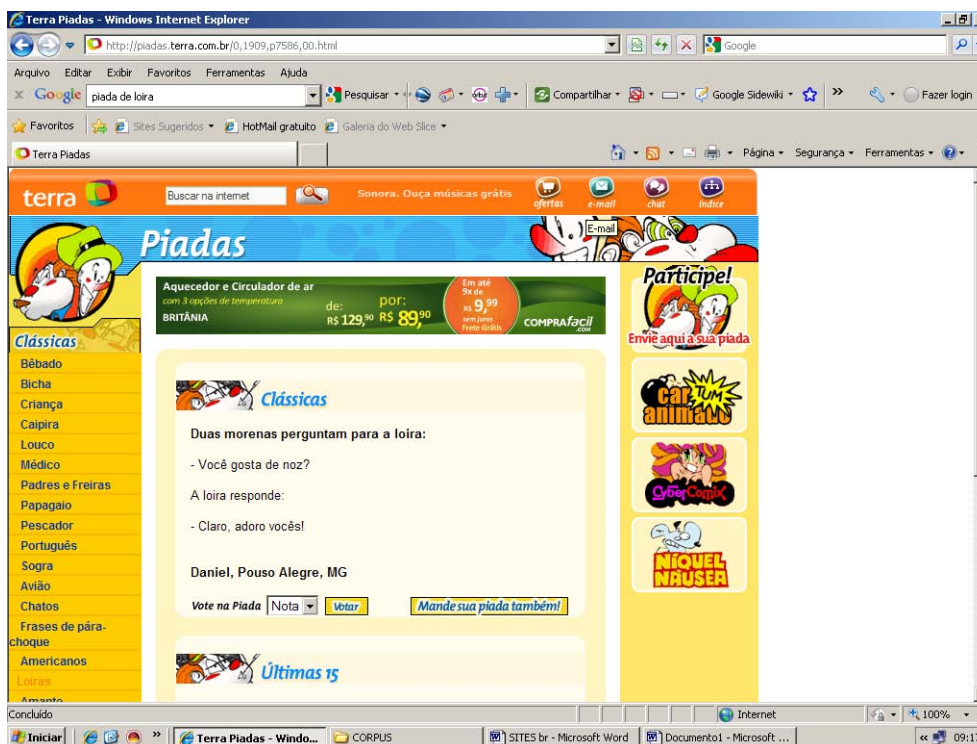 Terra Piadas - Windows Internet Explorer
http://piadas.terra.com.br/0,1909,p7586,00.html
Google
Arquivo Editar Exibir Favoritos Ferramentas Ajuda
x Google piada de loira Pesquisar Compartilhar Google Sidewiki » Fazer login
Favoritos Sites Sugeridos HotMail gratuito Galeria do Web Slice
Terra Piadas Página Segurança Ferramentas
terra Buscar na internet Sonora. Ouça músicas grátis ofertas e-mail chat índice
E-mail
Piadas
Aquecedor e Circulador de ar
com 3 opções de temperatura
BRITÂNIA
de:
R$ 129,90
por:
R$ 89,90
Em até
9x de
R$ 9,99
sem juros
Frete Grátis
COMPRAfacil
.com
Participe!
Envie aqui a sua piada
Clássicas
Bêbado
Bicha
Criança
Caipira
Louco
Médico
Padres e Freiras
Papagaio
Pescador
Português
Sogra
Avião
Chatos
Frases de pára-
choque
Americanos
Loiras
Amante
Clássicas
Duas morenas perguntam para a loira:
- Você gosta de noz?
A loira responde:
- Claro, adoro vocês!
Daniel, Pouso Alegre, MG
Vote na Piada Nota Votar Mande sua piada também!
Últimas 15
car TUM
animado
CyberComix
NÍQUEL
NÁUSEA
Concluído Internet 100%
Iniciar » Terra Piadas - Windo... CORPUS SITES br - Microsoft Word Documento1 - Microsoft ... « 09:1